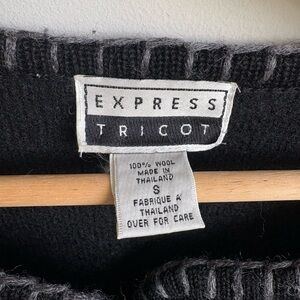 EXPRESS
TRICOT
100% WOOL
MADE IN
THAILAND
S
FABRIQUE A'
THAILAND
OVER FOR CARE